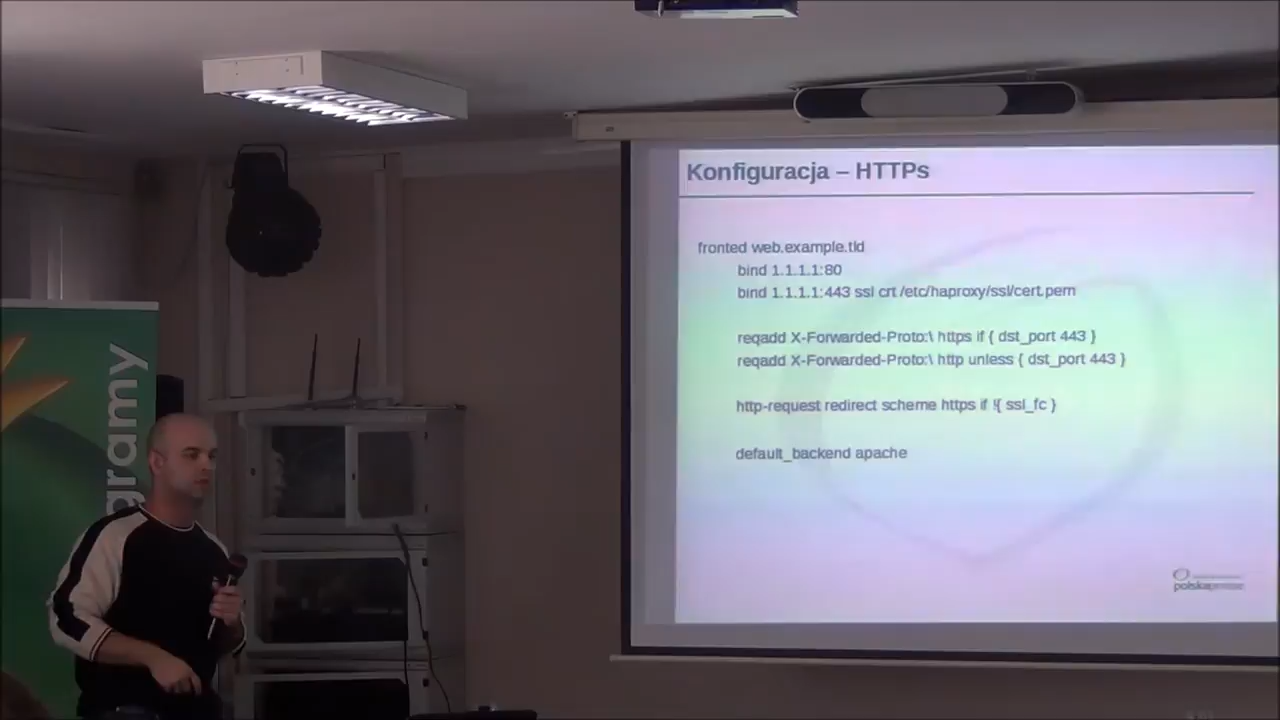 Konfiguracja – HTTPs
fronted web.example.tld
bind 1.1.1.1:80
bind 1.1.1.1:443 ssl crt /etc/haproxy/ssl/cert.pem
reqadd X-Forwarded-Proto:\ https if { dst_port 443 }
reqadd X-Forwarded-Proto:\ http unless { dst_port 443 }
http-request redirect scheme https if !{ ssl_fc }
default_backend apache
polskapresse
gramy